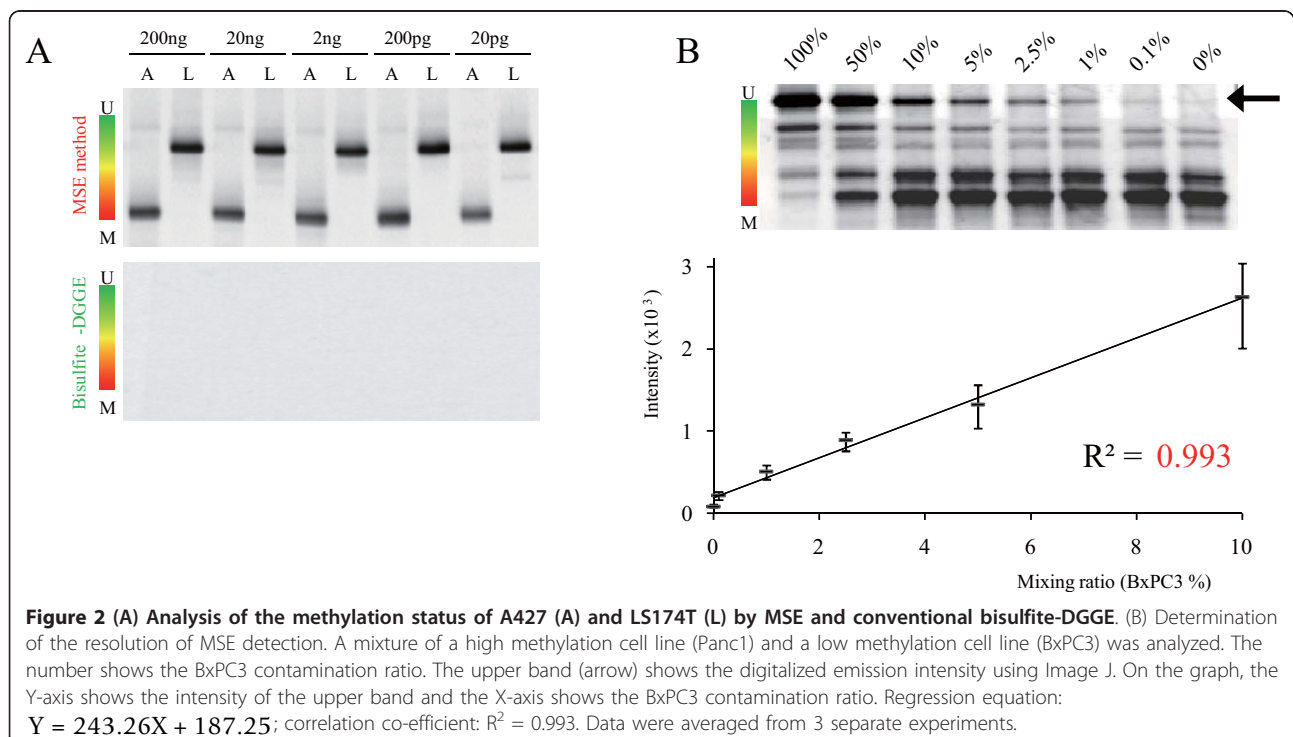 A
200ng 20ng 2ng 200pg 20pg
A L A L A L A L A L
U
MSE method
M
U
Bisulfite -DGGE
M
B
100% 50% 10% 5% 2.5% 1% 0.1% 0%
U
M
3
2
1
0
Intensity (x10 ³)
R² = 0.993
0 2 4 6 8 10
Mixing ratio (BxPC3 %)
Figure 2 (A) Analysis of the methylation status of A427 (A) and LS174T (L) by MSE and conventional bisulfite-DGGE. (B) Determination
of the resolution of MSE detection. A mixture of a high methylation cell line (Panc1) and a low methylation cell line (BxPC3) was analyzed. The
number shows the BxPC3 contamination ratio. The upper band (arrow) shows the digitalized emission intensity using Image J. On the graph, the
Y-axis shows the intensity of the upper band and the X-axis shows the BxPC3 contamination ratio. Regression equation:
Y = 243.26X + 187.25; correlation co-efficient: R² = 0.993. Data were averaged from 3 separate experiments.